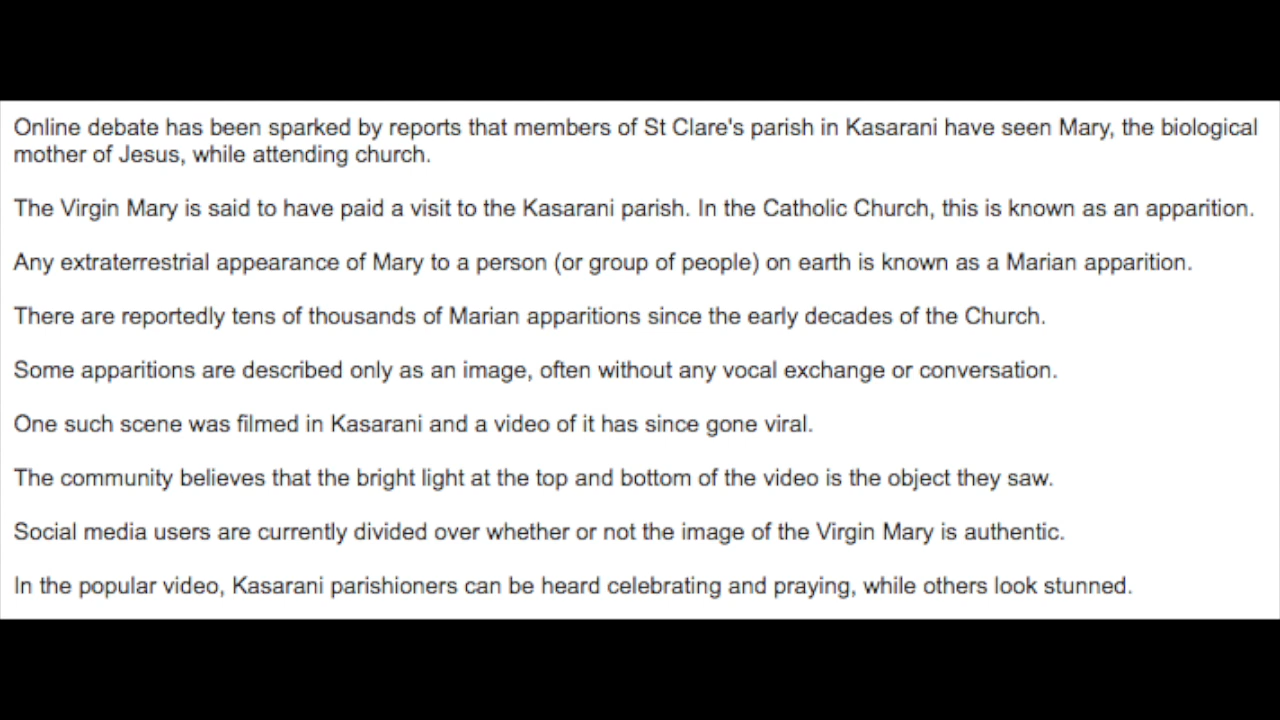 Online debate has been sparked by reports that members of St Clare's parish in Kasarani have seen Mary, the biological
mother of Jesus, while attending church.
The Virgin Mary is said to have paid a visit to the Kasarani parish. In the Catholic Church, this is known as an apparition.
Any extraterrestrial appearance of Mary to a person (or group of people) on earth is known as a Marian apparition.
There are reportedly tens of thousands of Marian apparitions since the early decades of the Church.
Some apparitions are described only as an image, often without any vocal exchange or conversation.
One such scene was filmed in Kasarani and a video of it has since gone viral.
The community believes that the bright light at the top and bottom of the video is the object they saw.
Social media users are currently divided over whether or not the image of the Virgin Mary is authentic.
In the popular video, Kasarani parishioners can be heard celebrating and praying, while others look stunned.